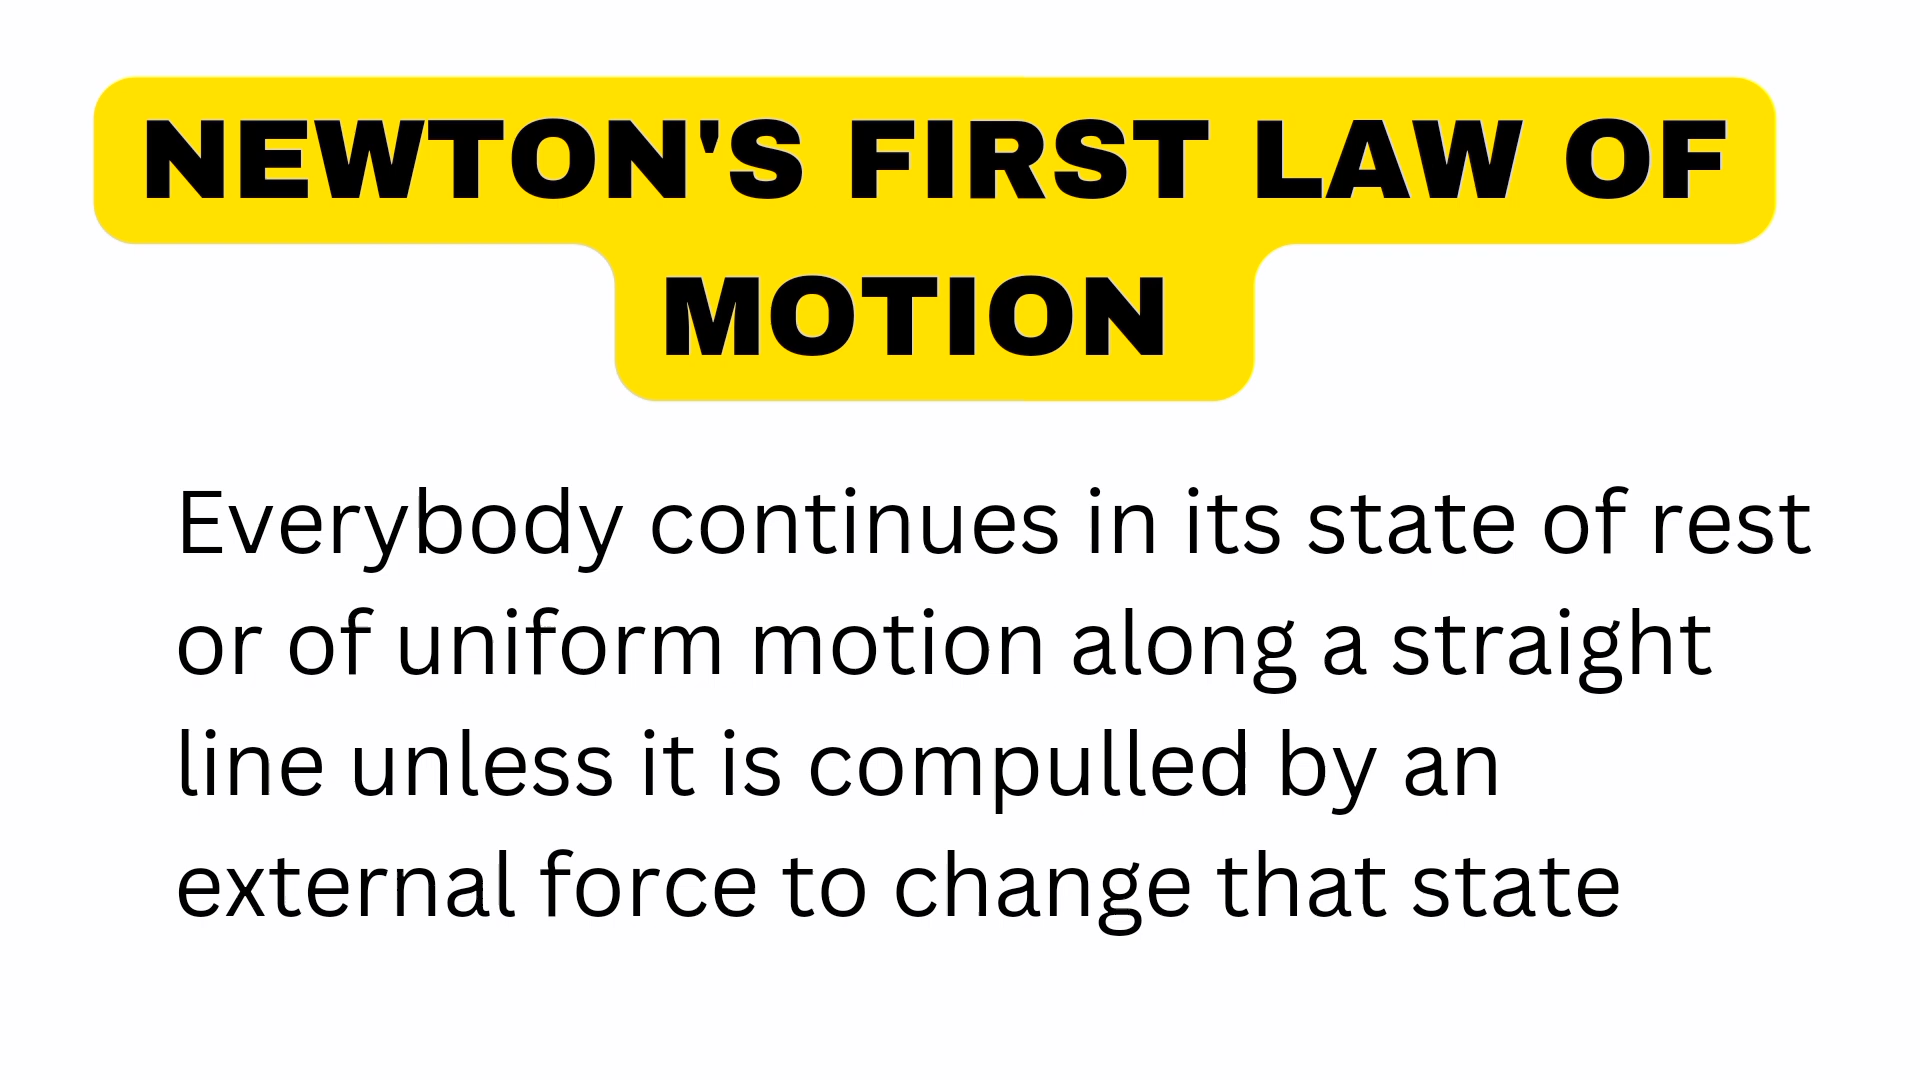 NEWTON'S FIRST LAW OF
MOTION
Everybody continues in its state of rest
or of uniform motion along a straight
line unless it is compulled by an
external force to change that state